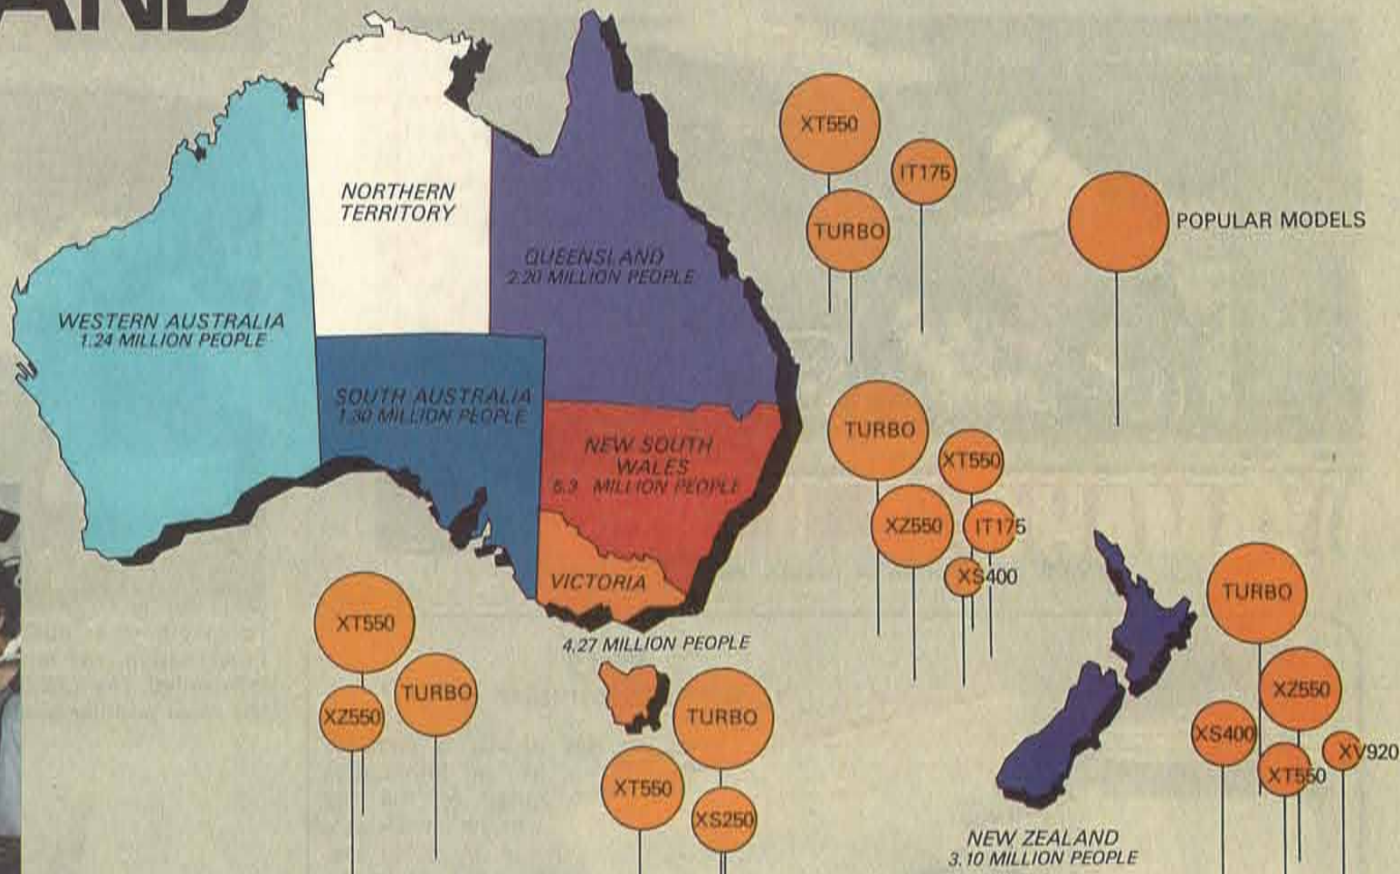 AND
NORTHERN
TERRITORY
QUEENSLAND
2.20 MILLION PEOPLE
WESTERN AUSTRALIA
1.24 MILLION PEOPLE
SOUTH AUSTRALIA
1.30 MILLION PEOPLE
NEW SOUTH
WALES
5.3 MILLION PEOPLE
VICTORIA
4.27 MILLION PEOPLE
XT550
IT175
TURBO
POPULAR MODELS
TURBO
XT550
XZ550
IT175
XS400
XT550
TURBO
XZ550
TURBO
XT550
XS250
TURBO
XZ550
XS400
XV920
XT550
NEW ZEALAND
3.10 MILLION PEOPLE